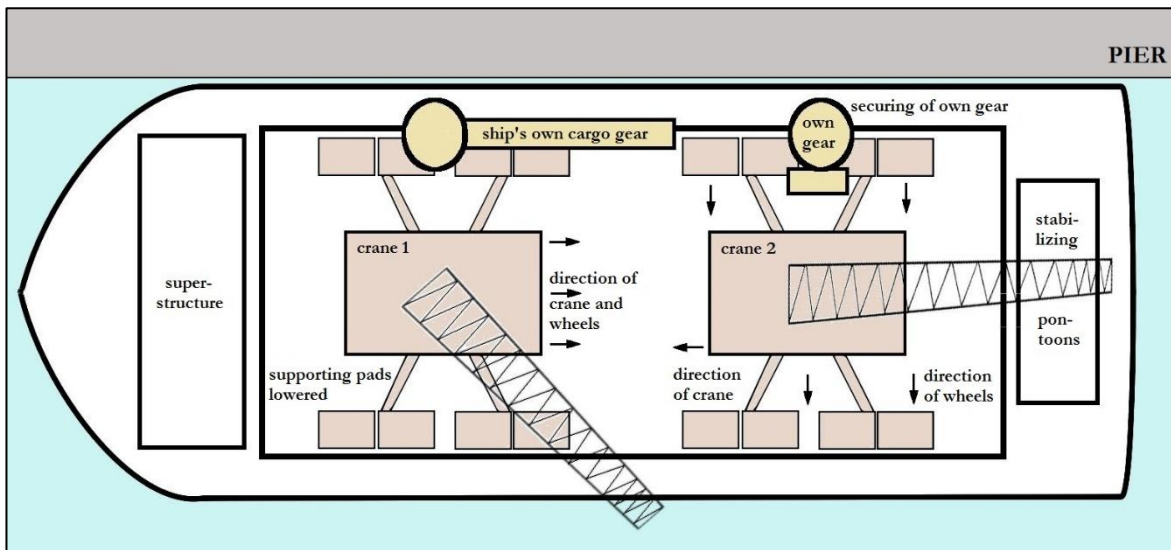 PIER
securing of own gear
ship's own cargo gear
own
gear
crane 1
crane 2
stabi-
lizing
super-
structure
direction of
crane and
wheels
pon-
toons
supporting pads
lowered
direction
of crane
direction
of wheels